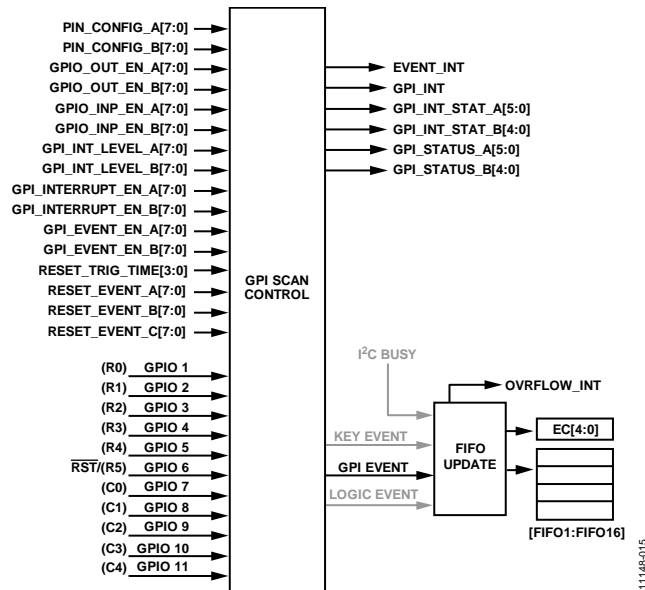 PIN_CONFIG_A[7:0]
PIN_CONFIG_B[7:0]
GPIO_OUT_EN_A[7:0]
GPIO_OUT_EN_B[7:0]
GPIO_INP_EN_A[7:0]
GPIO_INP_EN_B[7:0]
GPI_INT_LEVEL_A[7:0]
GPI_INT_LEVEL_B[7:0]
GPI_INTERRUPT_EN_A[7:0]
GPI_INTERRUPT_EN_B[7:0]
GPI_EVENT_EN_A[7:0]
GPI_EVENT_EN_B[7:0]
RESET_TRIG_TIME[3:0]
RESET_EVENT_A[7:0]
RESET_EVENT_B[7:0]
RESET_EVENT_C[7:0]
(R0) GPIO 1
(R1) GPIO 2
(R2) GPIO 3
(R3) GPIO 4
(R4) GPIO 5
RST/(R5) GPIO 6
(C0) GPIO 7
(C1) GPIO 8
(C2) GPIO 9
(C3) GPIO 10
(C4) GPIO 11
GPI SCAN
CONTROL
EVENT_INT
GPI_INT
GPI_INT_STAT_A[5:0]
GPI_INT_STAT_B[4:0]
GPI_STATUS_A[5:0]
GPI_STATUS_B[4:0]
I2C BUSY
KEY EVENT
GPI EVENT
LOGIC EVENT
FIFO
UPDATE
OVRFLOW_INT
EC[4:0]
[FIFO1:FIFO16]
11148-015